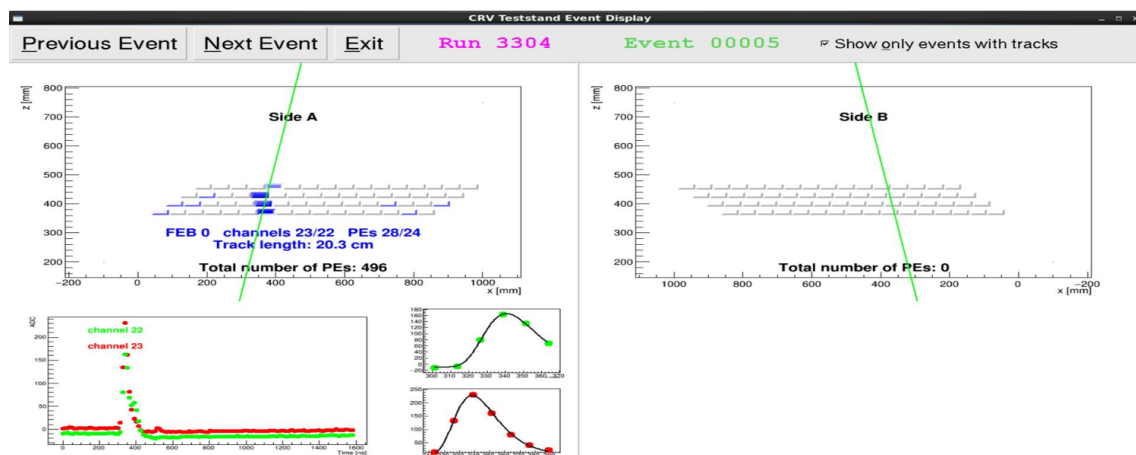 CRV Teststand Event Display
Previous Event Next Event Exit Run 3304 Event 00005 Show only events with tracks
z [mm]
800
700
600
500
400
300
200
Side A
FEB 0 channels 23/22 PEs 28/24
Track length: 20.3 cm
Total number of PEs: 496
−200 0 200 400 600 800 1000
x [mm]
z [mm]
800
700
600
500
400
300
200
Side B
Total number of PEs: 0
1000 800 600 400 200 0 −200
x [mm]
ADC
200
150
100
50
0
−50
channel 22
channel 23
0 200 400 600 800 1000 1200 1400 1600
Time [ns]
180
160
140
120
100
80
60
40
20
0
−20
300 310 320 330 340 350 360
250
200
150
100
50